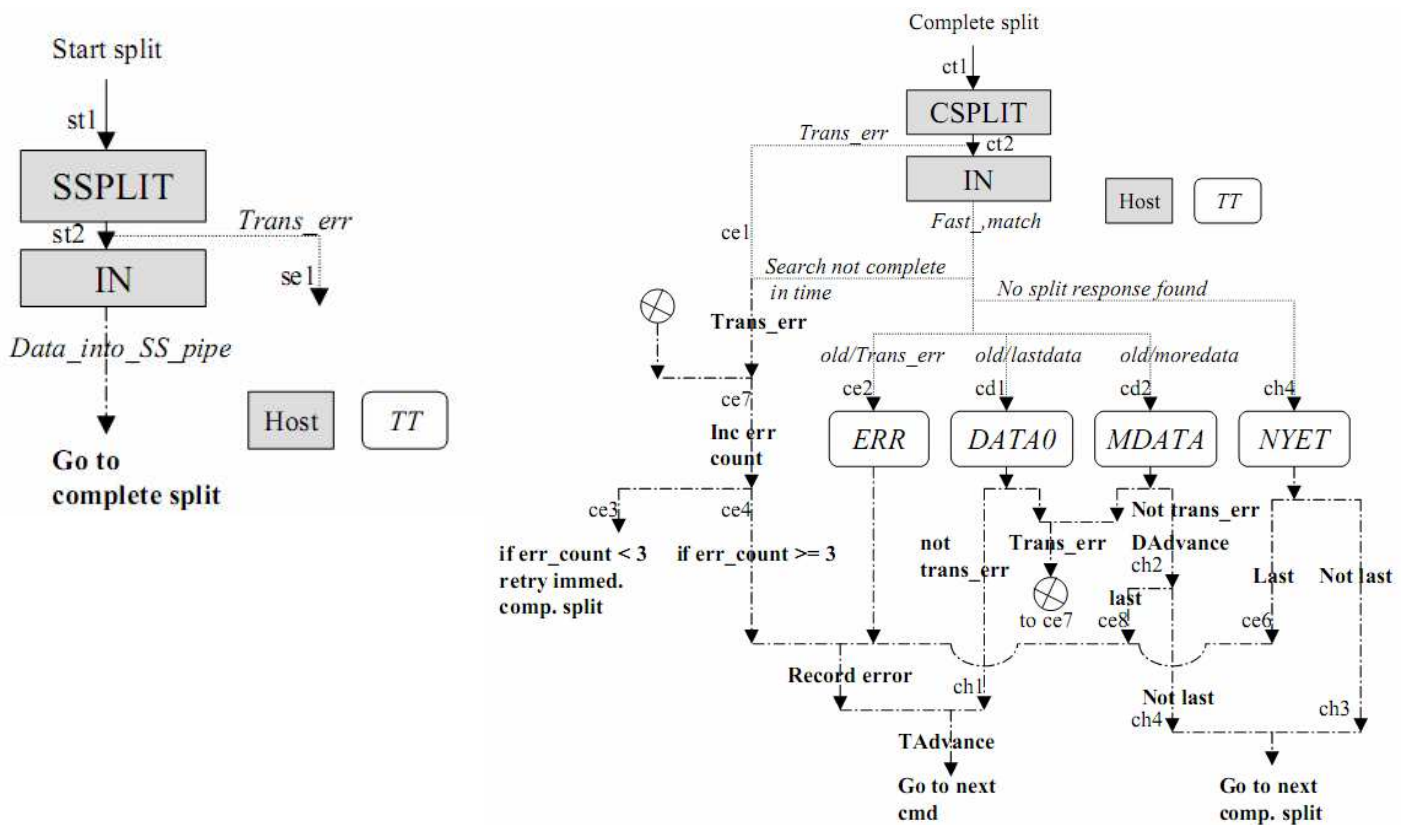 Start split
st1
SSPLIT
st2
Trans_err
IN
se1
Data_into_SS_pipe
Host
TT
Go to
complete split
Complete split
ct1
CSPLIT
Trans_err
ct2
IN
Host
TT
Fast_,match
ce1
Search not complete
in time
No split response found
Trans_err
old/Trans_err
old/lastdata
old/moredata
ce2
cd1
cd2
ch4
ce7
ERR
DATA0
MDATA
NYET
Inc err
count
ce3
ce4
Not trans_err
if err_count < 3
retry immed.
comp. split
if err_count >= 3
not
trans_err
Trans_err
DAdvance
ch2
Last
Not last
last
to ce7
ce8
ce6
Record error
ch1
Not last
ch4
ch3
TAdvance
Go to next
cmd
Go to next
comp. split